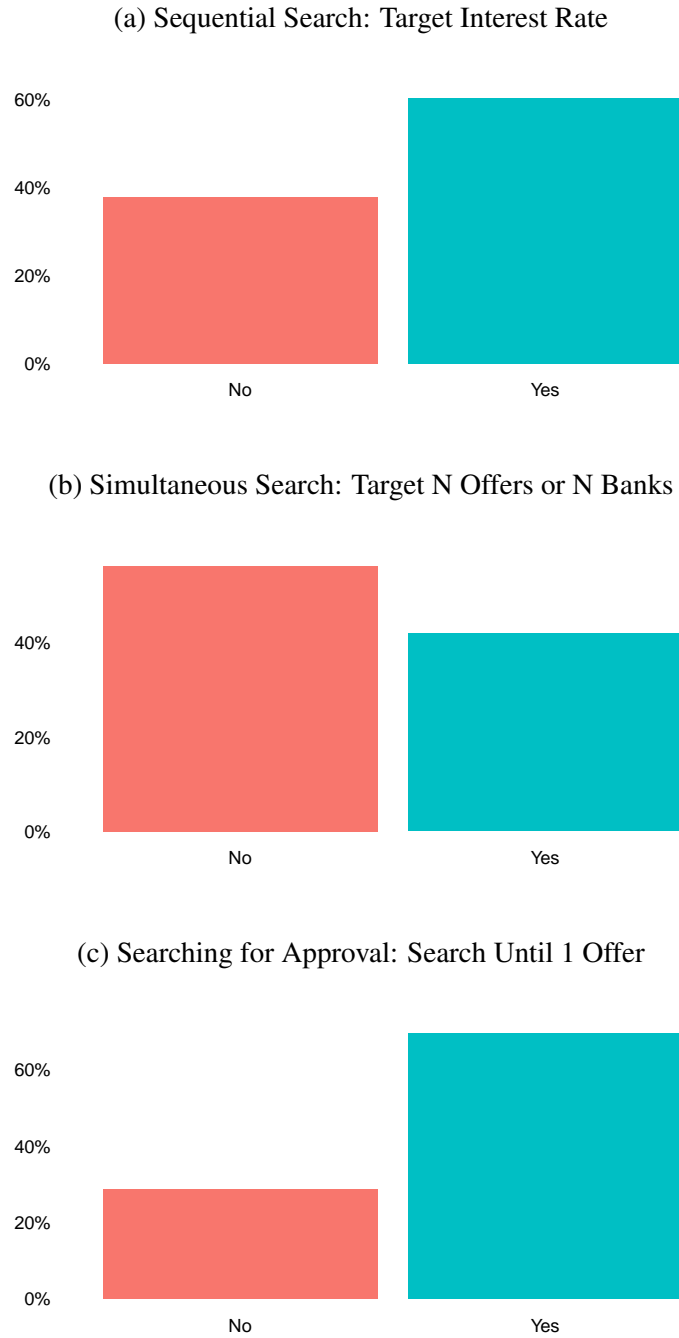 (a) Sequential Search: Target Interest Rate
60%
40%
20%
0%
No Yes
(b) Simultaneous Search: Target N Offers or N Banks
40%
20%
0%
No Yes
(c) Searching for Approval: Search Until 1 Offer
60%
40%
20%
0%
No Yes